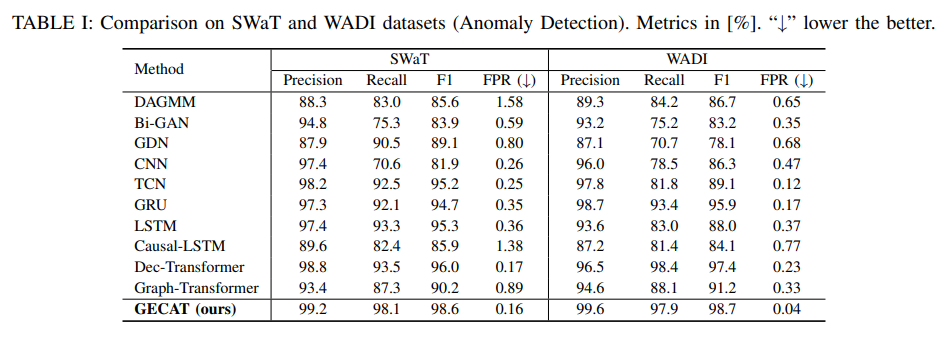 TABLE I: Comparison on SWaT and WADI datasets (Anomaly Detection). Metrics in [%]. “↓” lower the better.
Method SWaT WADI
Precision Recall F1 FPR (↓) Precision Recall F1 FPR (↓)
DAGMM 88.3 83.0 85.6 1.58 89.3 84.2 86.7 0.65
Bi-GAN 94.8 75.3 83.9 0.59 93.2 75.2 83.2 0.35
GDN 87.9 90.5 89.1 0.80 87.1 70.7 78.1 0.68
CNN 97.4 70.6 81.9 0.26 96.0 78.5 86.3 0.47
TCN 98.2 92.5 95.2 0.25 97.8 81.8 89.1 0.12
GRU 97.3 92.1 94.7 0.35 98.7 93.4 95.9 0.17
LSTM 97.4 93.3 95.3 0.36 93.6 83.0 88.0 0.37
Causal-LSTM 89.6 82.4 85.9 1.38 87.2 81.4 84.1 0.77
Dec-Transformer 98.8 93.5 96.0 0.17 96.5 98.4 97.4 0.23
Graph-Transformer 93.4 87.3 90.2 0.89 94.6 88.1 91.2 0.33
GECAT (ours) 99.2 98.1 98.6 0.16 99.6 97.9 98.7 0.04